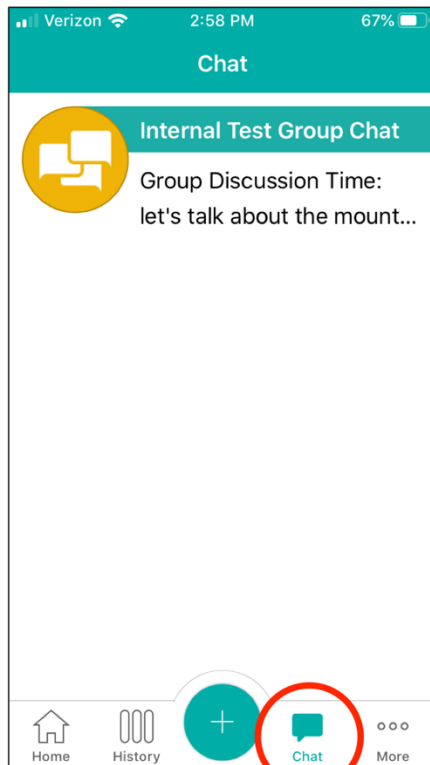 Verizon 2:58 PM 67%
Chat
Internal Test Group Chat
Group Discussion Time:
let's talk about the mount...
Home History Chat More